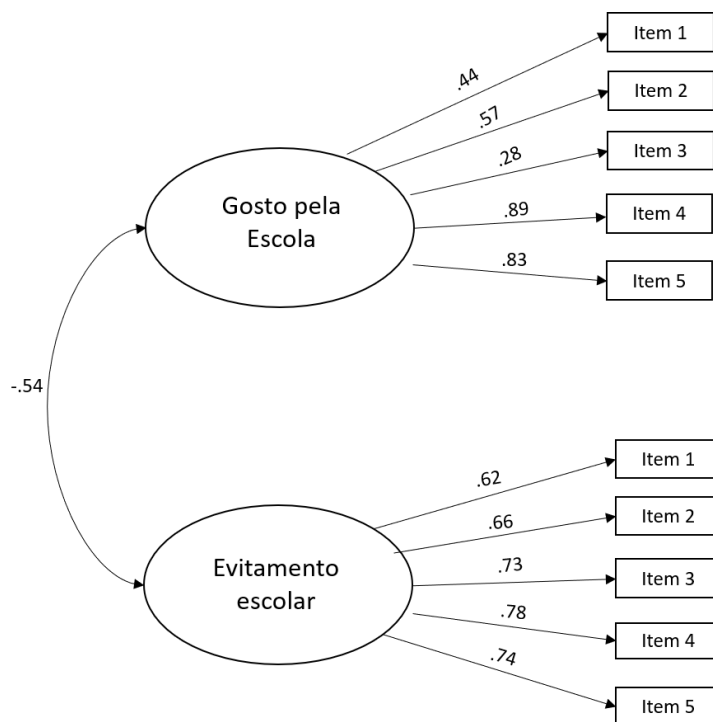 Item 1
.44
Item 2
.57
Item 3
.28
Gosto pela
Escola
.89
Item 4
.83
Item 5
-.54
Item 1
.62
Item 2
.66
Evitamento
escolar
.73
Item 3
.78
Item 4
.74
Item 5